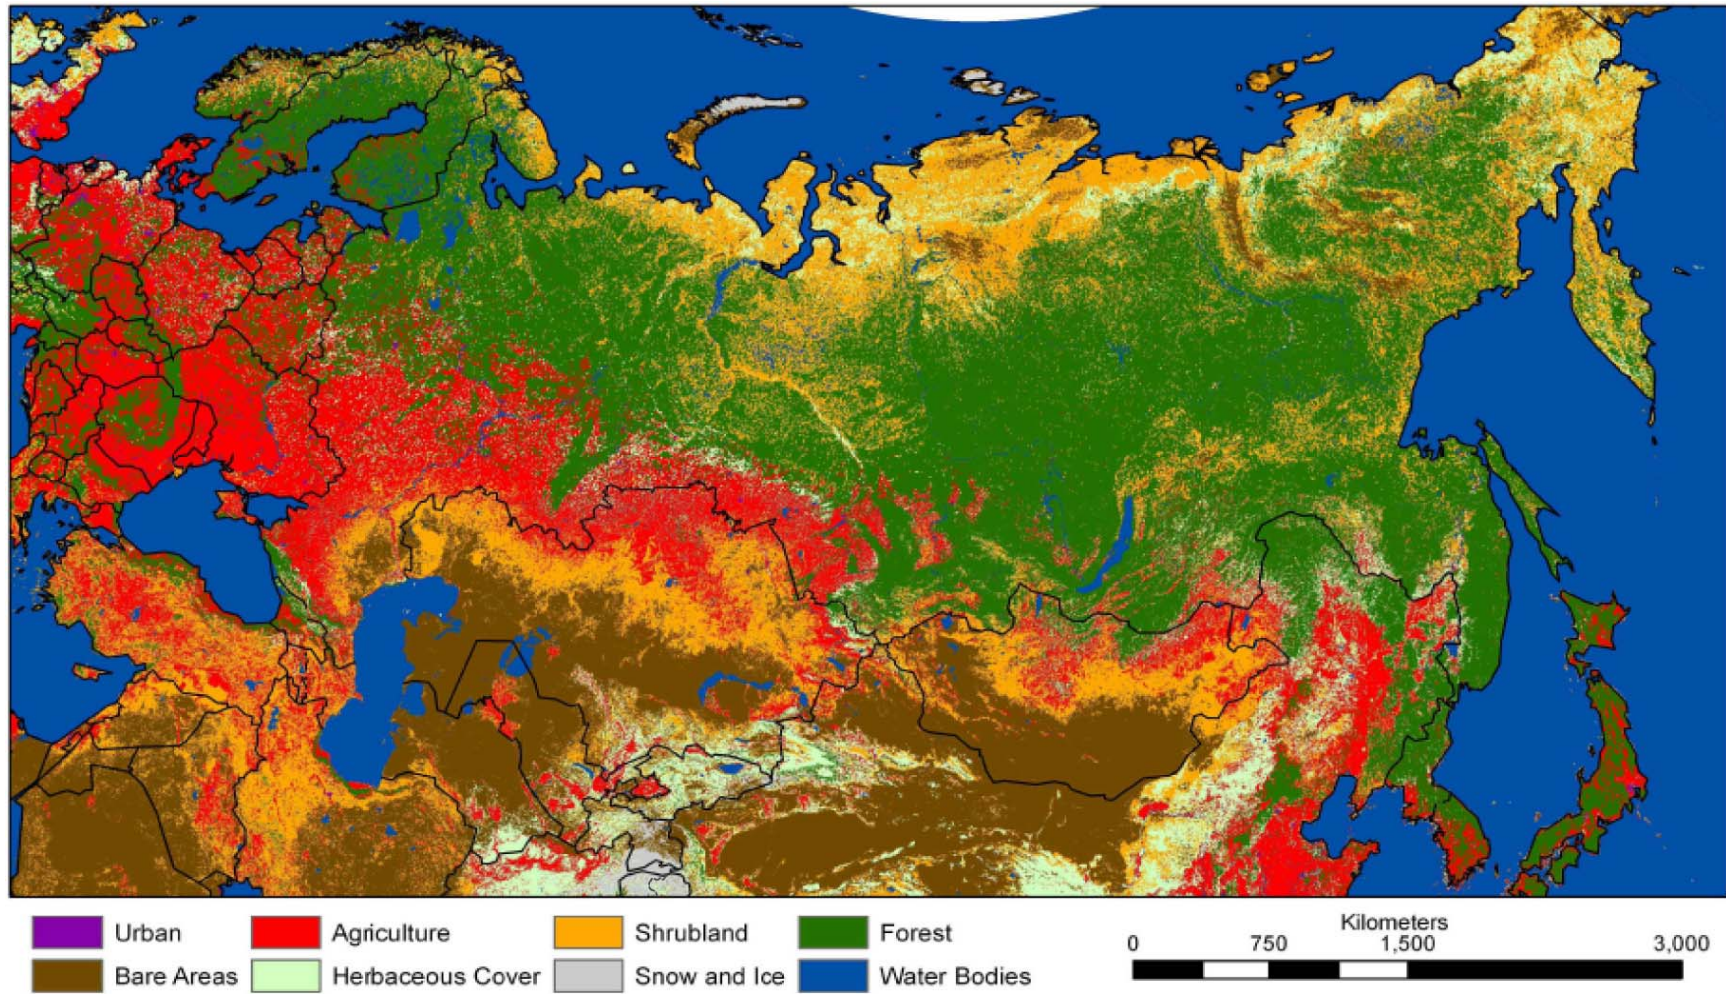 Urban
Agriculture
Shrubland
Forest
Bare Areas
Herbaceous Cover
Snow and Ice
Water Bodies
Kilometers
0 750 1,500 3,000